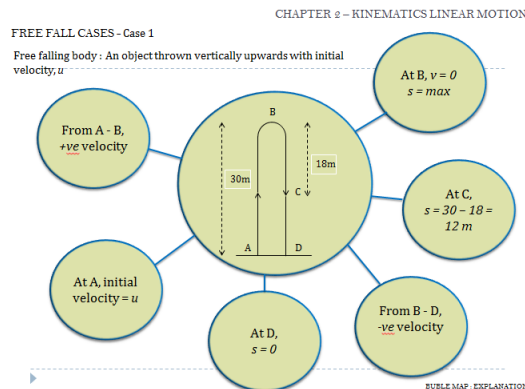 CHAPTER 2 – KINEMATICS LINEAR MOTION
FREE FALL CASES - Case 1
Free falling body : An object thrown vertically upwards with initial
velocity, u
At B, v = 0
s = max
From A - B,
+ve velocity
B
30m
18m
C
A
D
At C,
s = 30 – 18 =
12 m
At A, initial
velocity = u
From B - D,
-ve velocity
At D,
s = 0
BUBLE MAP : EXPLANATION